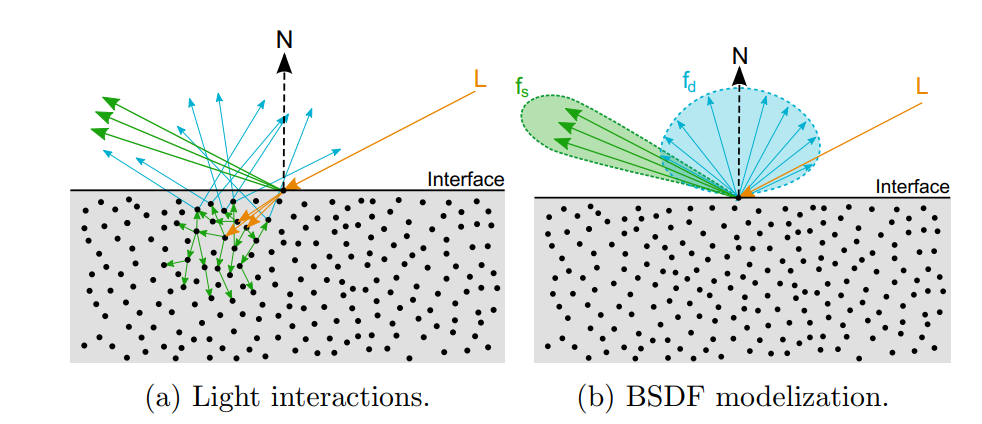 N
L
Interface
(a) Light interactions.
fs
fd
N
L
Interface
(b) BSDF modelization.